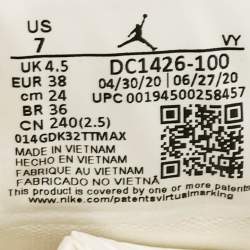 US
7
VY
UK 4.5
EUR 38
cm 24
BR 36
CN 240(2.5)
DC1426-100
04/30/20 06/27/20
UPC 00194500258457
014GDK32TTMAX
MADE IN VIETNAM
HECHO EN VIETNAM
FABRIQUE AU VIETNAM
FABRICADO NO VIETNAM
This product is covered by one or more
www.nike.com/patentsvirtualmarking